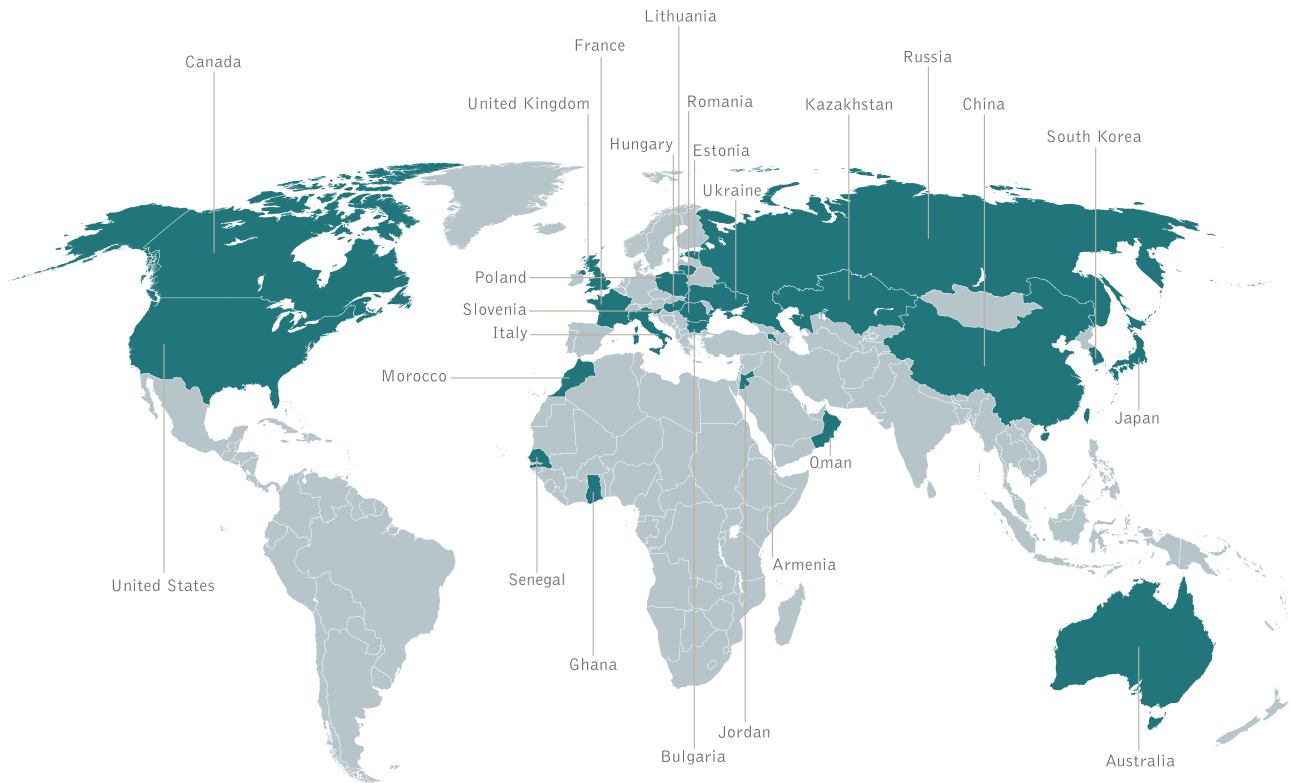 Lithuania
France
Russia
Canada
Romania
United Kingdom
Kazakhstan
China
South Korea
Hungary
Estonia
Ukraine
Poland
Slovenia
Italy
Morocco
Japan
Oman
Armenia
Senegal
United States
Ghana
Jordan
Bulgaria
Australia